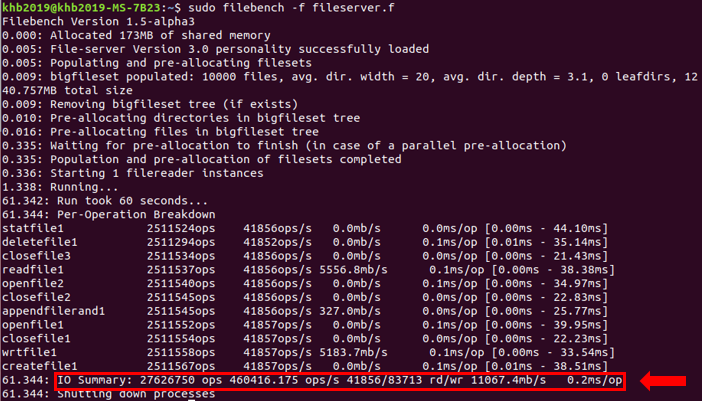 khb2019@khb2019-MS-7B23:~$ sudo filebench -f fileserver.f
Filebench Version 1.5-alpha3
0.000: Allocated 173MB of shared memory
0.005: File-server Version 3.0 personality successfully loaded
0.005: Populating and pre-allocating filesets
0.009: bigfileset populated: 10000 files, avg. dir. width = 20, avg. dir. depth = 3.1, 0 leafdirs, 12
40.757MB total size
0.009: Removing bigfileset tree (if exists)
0.010: Pre-allocating directories in bigfileset tree
0.016: Pre-allocating files in bigfileset tree
0.335: Waiting for pre-allocation to finish (in case of a parallel pre-allocation)
0.335: Population and pre-allocation of filesets completed
0.336: Starting 1 filereader instances
1.338: Running...
61.342: Run took 60 seconds...
61.344: Per-Operation Breakdown
statfile1 2511524ops 41856ops/s 0.0mb/s 0.0ms/op [0.00ms - 44.10ms]
deletefile1 2511294ops 41852ops/s 0.0mb/s 0.1ms/op [0.01ms - 35.14ms]
closefile3 2511534ops 41856ops/s 0.0mb/s 0.0ms/op [0.00ms - 21.43ms]
readfile1 2511537ops 41856ops/s 5556.8mb/s 0.1ms/op [0.00ms - 38.38ms]
openfile2 2511540ops 41856ops/s 0.0mb/s 0.1ms/op [0.00ms - 34.97ms]
closefile2 2511545ops 41856ops/s 0.0mb/s 0.0ms/op [0.00ms - 22.83ms]
appendfilerand1 2511545ops 41856ops/s 327.0mb/s 0.0ms/op [0.00ms - 25.77ms]
openfile1 2511552ops 41857ops/s 0.0mb/s 0.1ms/op [0.00ms - 39.95ms]
closefile1 2511554ops 41857ops/s 0.0mb/s 0.0ms/op [0.00ms - 22.23ms]
wrtfile1 2511558ops 41857ops/s 5183.7mb/s 0.1ms/op [0.00ms - 33.54ms]
createfile1 2511567ops 41857ops/s 0.0mb/s 0.1ms/op [0.01ms - 38.51ms]
61.344: IO Summary: 27626750 ops 460416.175 ops/s 41856/83713 rd/wr 11067.4mb/s 0.2ms/op
61.344: Shutting down processes